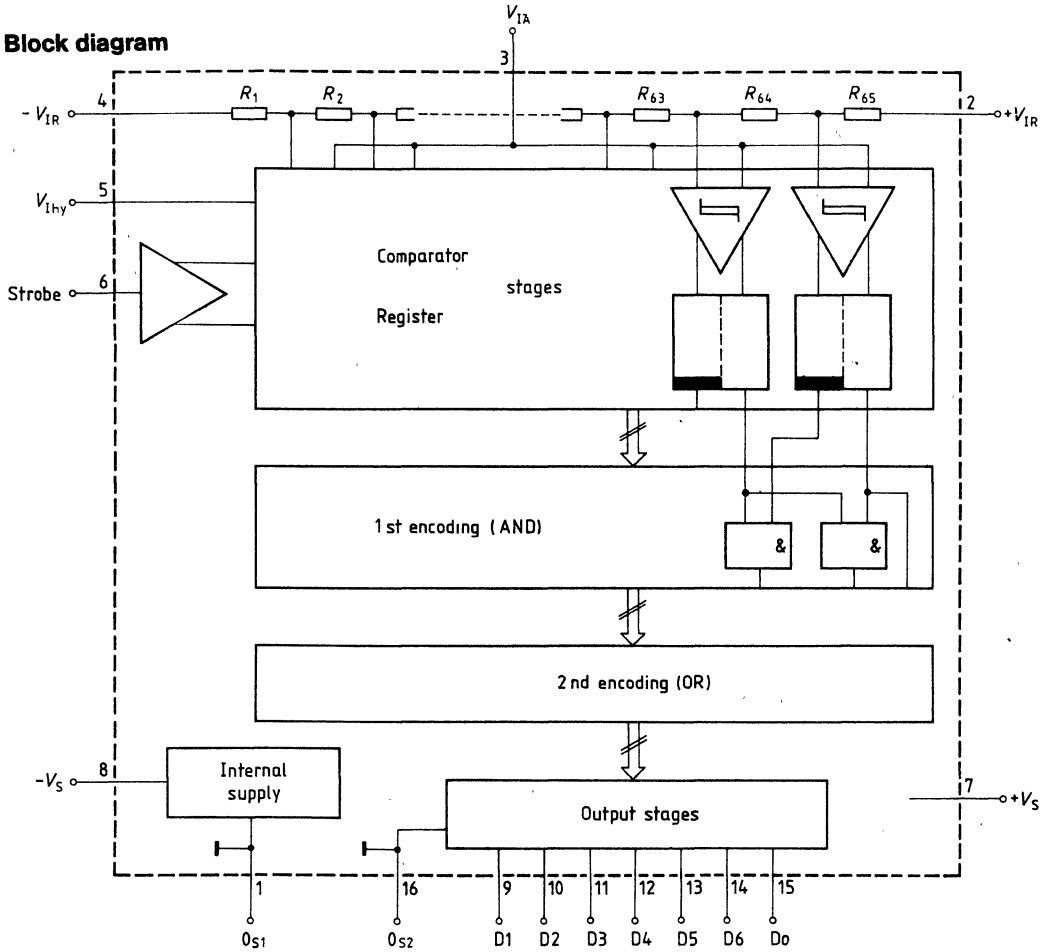 Block diagram
V_IA
3
4
R1
R2
R63
R64
R65
2
-V_IR
+V_IR
5
V_Ihy
Comparator
stages
6
Strobe
Register
1st encoding (AND)
&
&
2nd encoding (OR)
8
-V_S
Internal
supply
Output stages
7
+V_S
1
16
9
10
11
12
13
14
15
0_S1
0_S2
D1
D2
D3
D4
D5
D6
Do